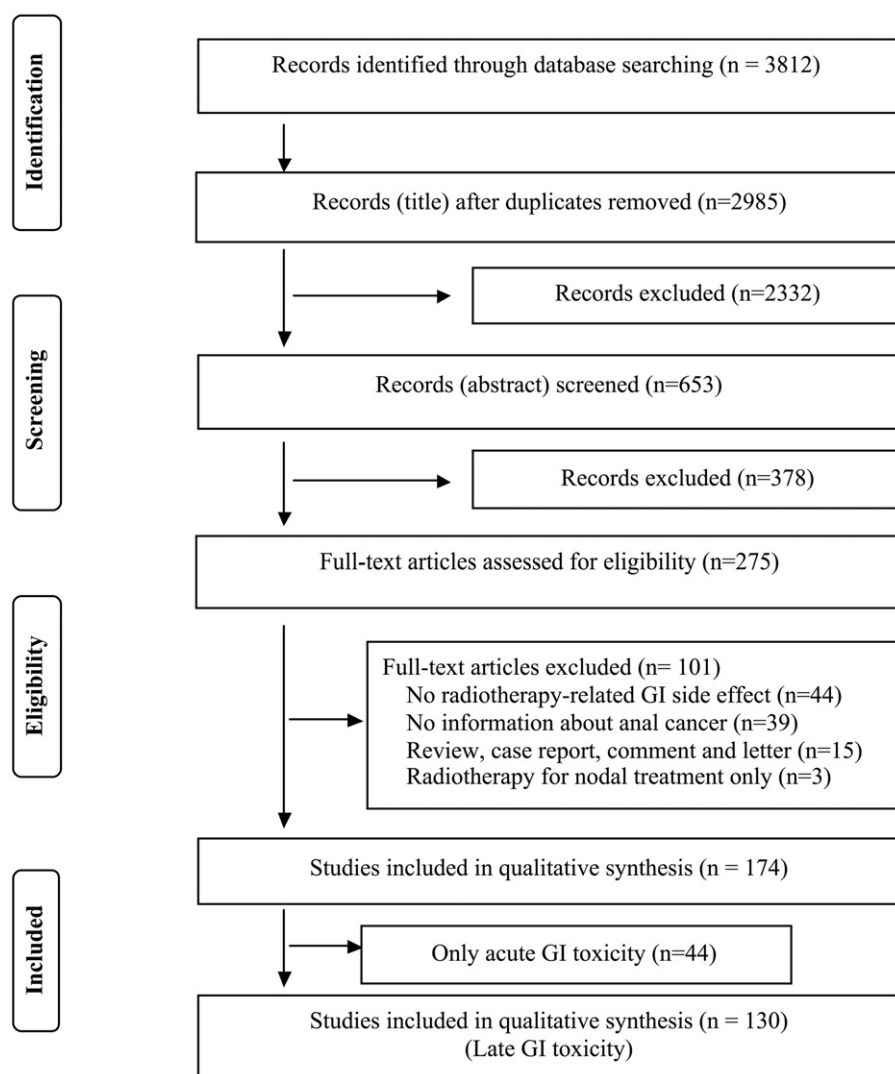 Identification
Records identified through database searching (n = 3812)
Records (title) after duplicates removed (n=2985)
Records excluded (n=2332)
Screening
Records (abstract) screened (n=653)
Records excluded (n=378)
Full-text articles assessed for eligibility (n=275)
Eligibility
Full-text articles excluded (n= 101)
No radiotherapy-related GI side effect (n=44)
No information about anal cancer (n=39)
Review, case report, comment and letter (n=15)
Radiotherapy for nodal treatment only (n=3)
Studies included in qualitative synthesis (n = 174)
Included
Only acute GI toxicity (n=44)
Studies included in qualitative synthesis (n = 130)
(Late GI toxicity)